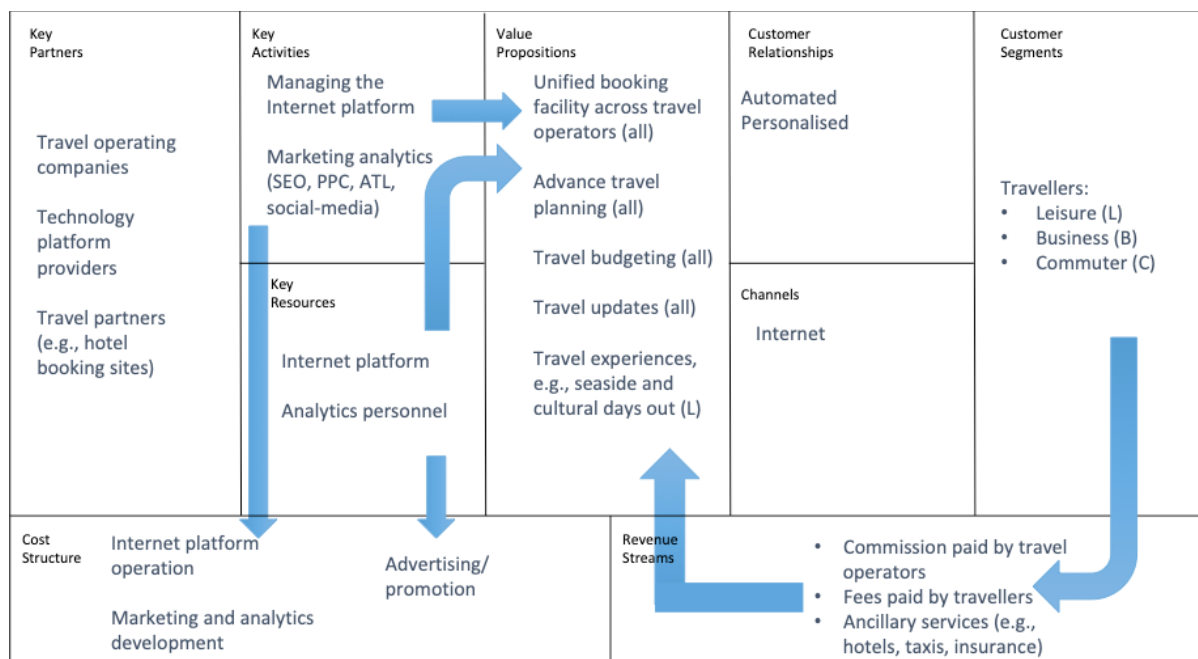 Key
Partners
Travel operating
companies
Technology
platform
providers
Travel partners
(e.g., hotel
booking sites)
Key
Activities
Managing the
Internet platform
Marketing analytics
(SEO, PPC, ATL,
social-media)
Key
Resources
Internet platform
Analytics personnel
Value
Propositions
Unified booking
facility across travel
operators (all)
Advance travel
planning (all)
Travel budgeting (all)
Travel updates (all)
Travel experiences,
e.g., seaside and
cultural days out (L)
Customer
Relationships
Automated
Personalised
Channels
Internet
Customer
Segments
Travellers:
• Leisure (L)
• Business (B)
• Commuter (C)
Cost
Structure
Internet platform
operation
Marketing and analytics
development
Advertising/
promotion
Revenue
Streams
• Commission paid by travel
operators
• Fees paid by travellers
• Ancillary services (e.g.,
hotels, taxis, insurance)